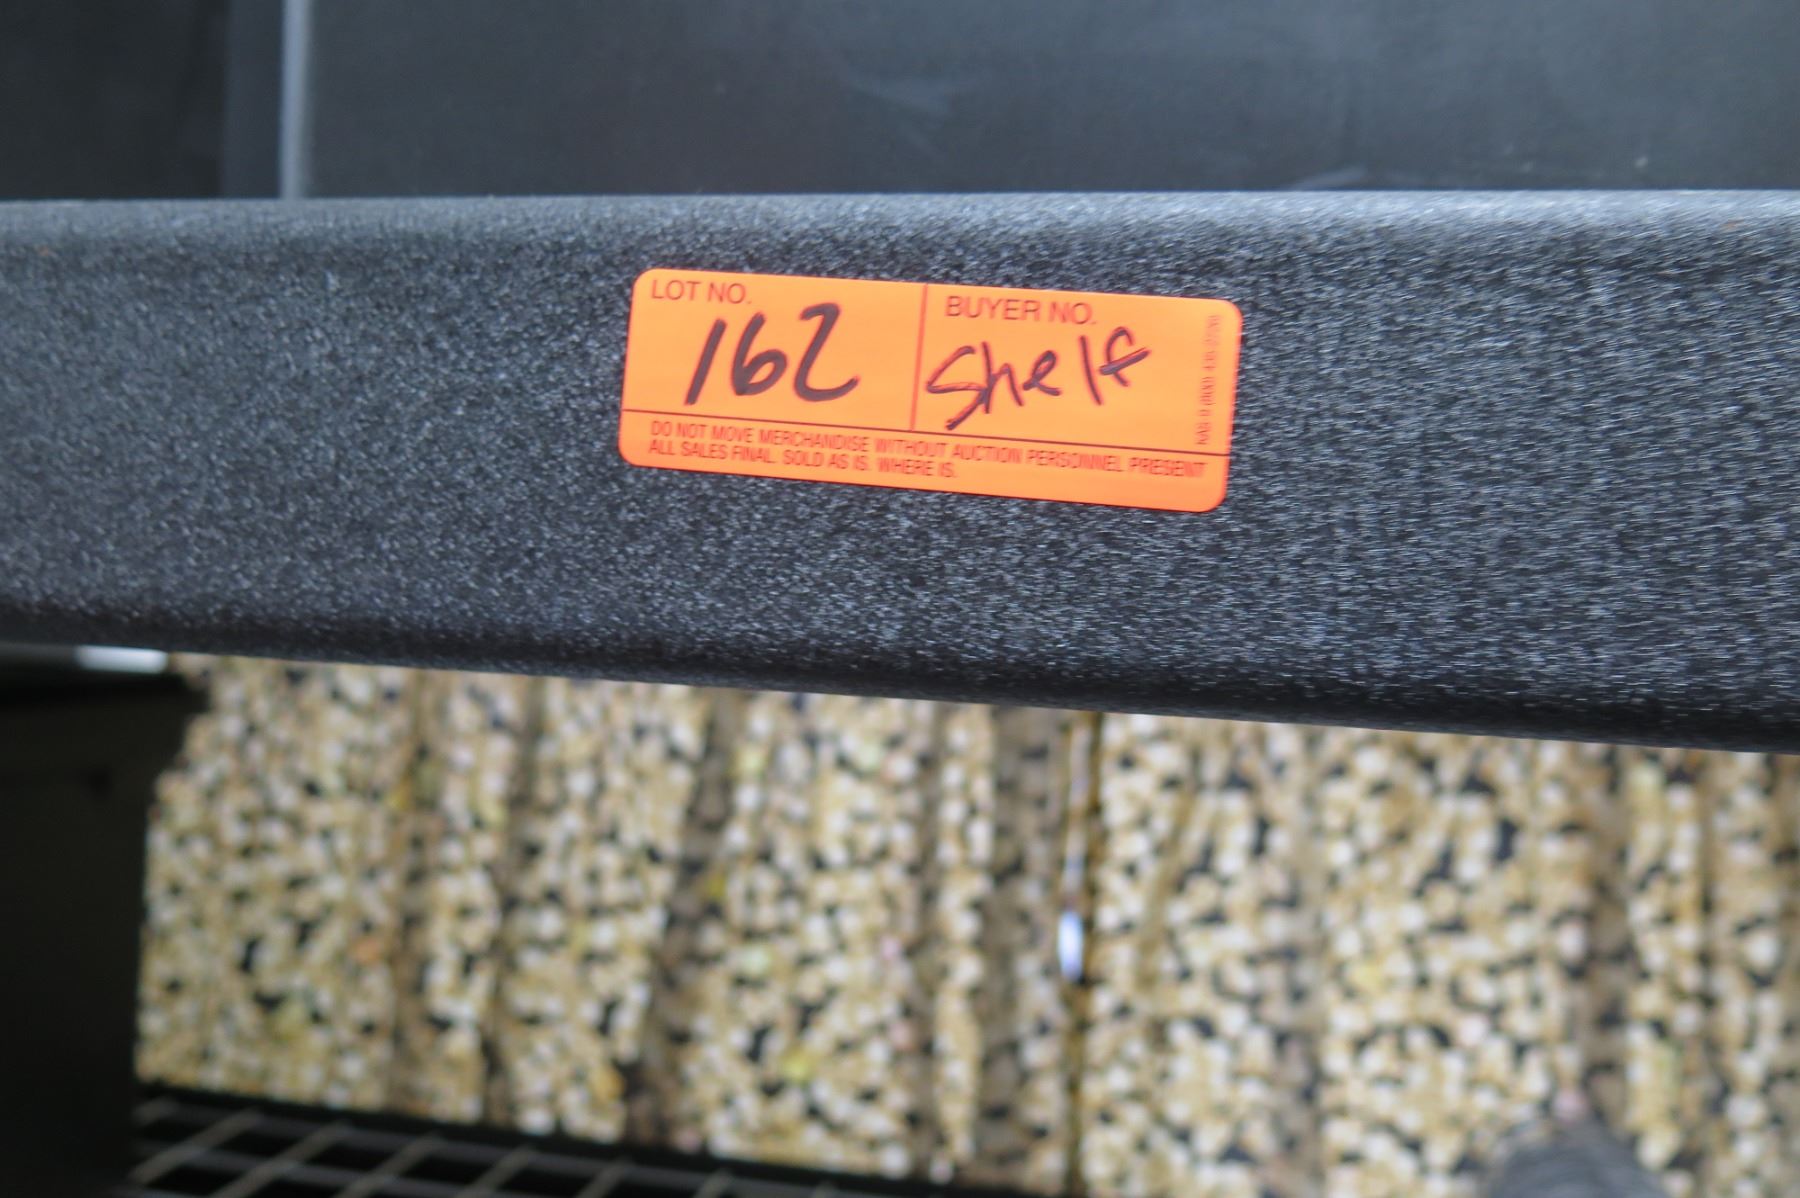 LOT NO.
162
BUYER NO.
Shelf
DO NOT MOVE MERCHANDISE WITHOUT AUCTION PERSONNEL PRESENT
ALL SALES FINAL. SOLD AS IS. WHERE IS.